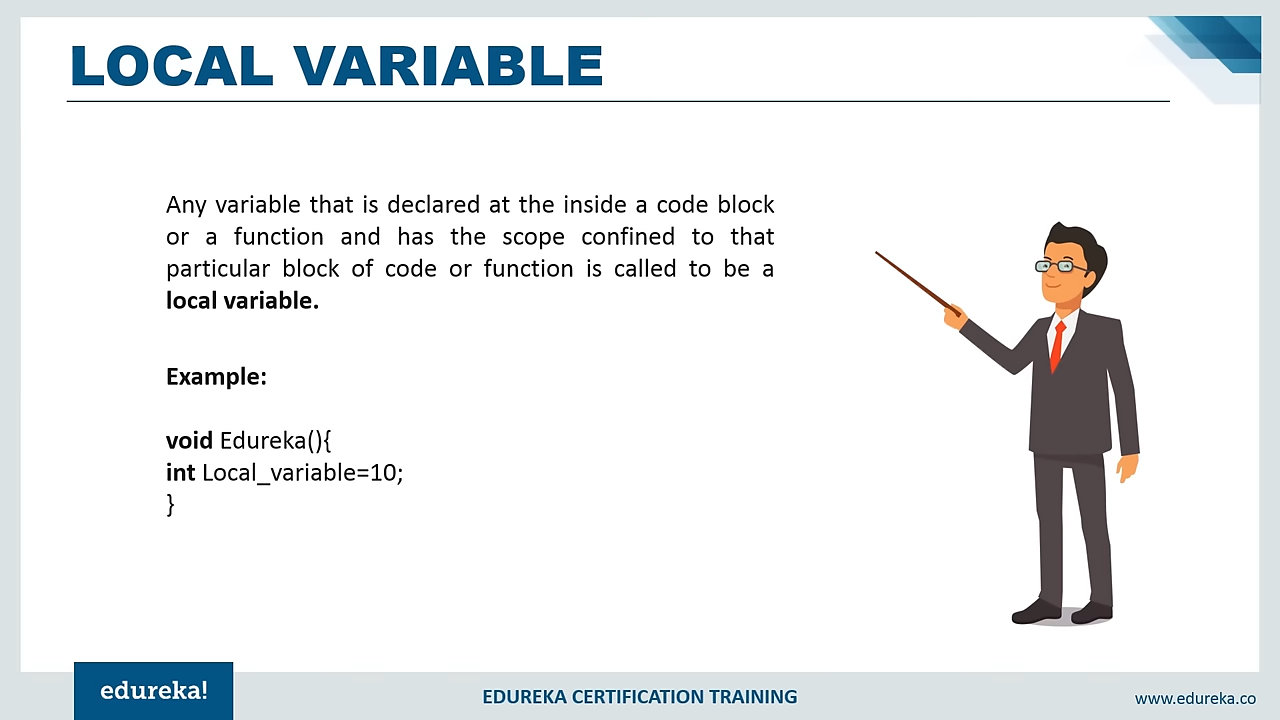 LOCAL VARIABLE
Any variable that is declared at the inside a code block
or a function and has the scope confined to that
particular block of code or function is called to be a
local variable.
Example:
void Edureka(){
int Local_variable=10;
}
edureka!
EDUREKA CERTIFICATION TRAINING
www.edureka.co